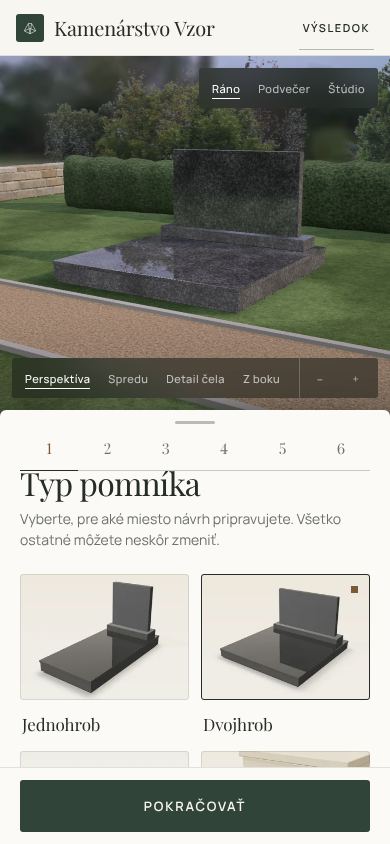 Kamenárstvo Vzor
VÝSLEDOK
Ráno Podvečer Štúdio
Perspektíva Spredu Detail čela Z boku − +
1 2 3 4 5 6
Typ pomníka
Vyberte, pre aké miesto návrh pripravujete. Všetko
ostatné môžete neskôr zmeniť.
Jednohrob
Dvojhrob
POKRAČOVAŤ